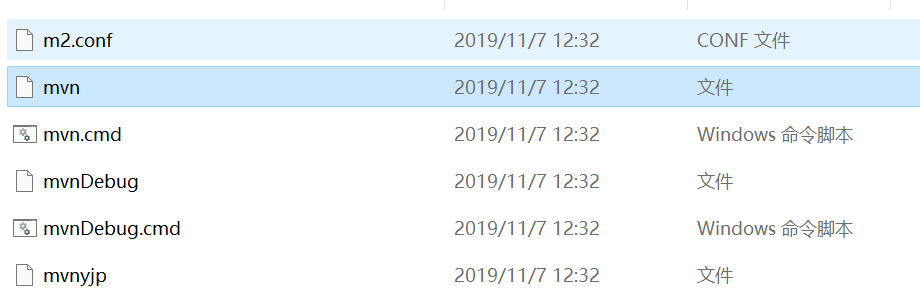 m2.conf 2019/11/7 12:32 CONF 文件
mvn 2019/11/7 12:32 文件
mvn.cmd 2019/11/7 12:32 Windows 命令脚本
mvnDebug 2019/11/7 12:32 文件
mvnDebug.cmd 2019/11/7 12:32 Windows 命令脚本
mvnyjp 2019/11/7 12:32 文件